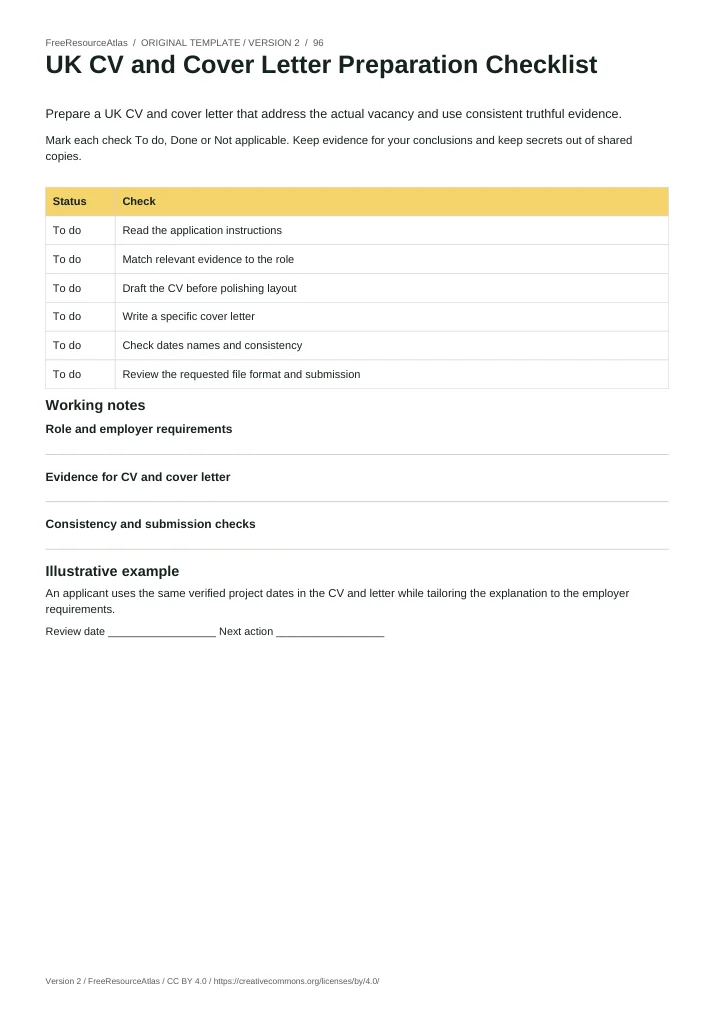 FreeResourceAtlas / ORIGINAL TEMPLATE / VERSION 2 / 96
UK CV and Cover Letter Preparation Checklist
Prepare a UK CV and cover letter that address the actual vacancy and use consistent truthful evidence.
Mark each check To do, Done or Not applicable. Keep evidence for your conclusions and keep secrets out of shared
copies.
Status Check
To do Read the application instructions
To do Match relevant evidence to the role
To do Draft the CV before polishing layout
To do Write a specific cover letter
To do Check dates names and consistency
To do Review the requested file format and submission
Working notes
Role and employer requirements
Evidence for CV and cover letter
Consistency and submission checks
Illustrative example
An applicant uses the same verified project dates in the CV and letter while tailoring the explanation to the employer
requirements.
Review date __________________ Next action __________________
Version 2 / FreeResourceAtlas / CC BY 4.0 / https://creativecommons.org/licenses/by/4.0/